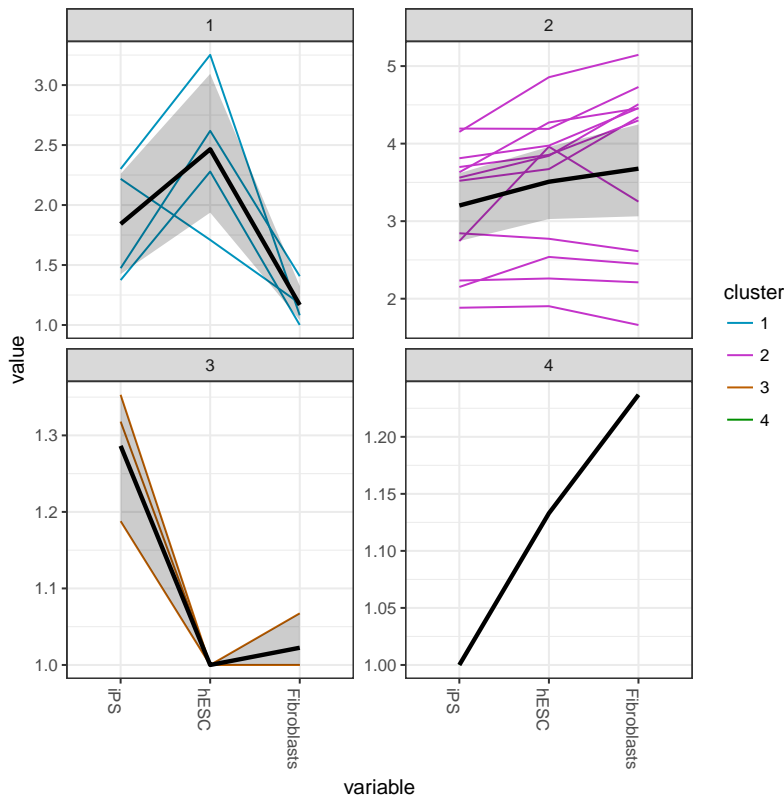 1
2
3.0
2.5
2.0
1.5
1.0
5
4
3
2
value
3
4
1.3
1.2
1.1
1.0
1.20
1.15
1.10
1.05
1.00
iPS
hESC
Fibroblasts
iPS
hESC
Fibroblasts
variable
cluster
1
2
3
4